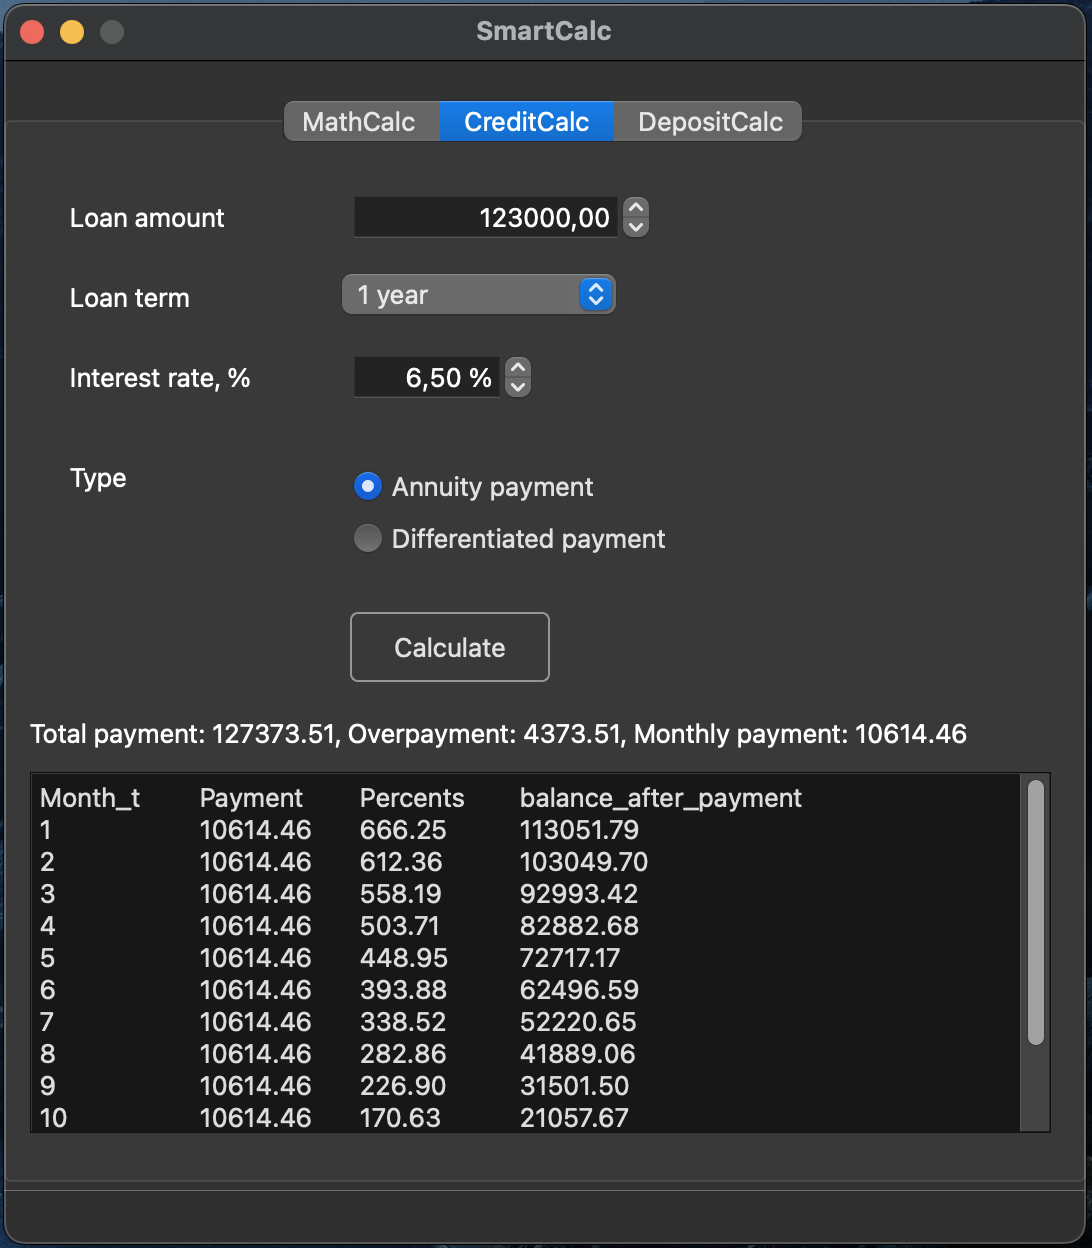 SmartCalc
MathCalc CreditCalc DepositCalc
Loan amount 123000,00
Loan term 1 year
Interest rate, % 6,50 %
Type Annuity payment
Differentiated payment
Calculate
Total payment: 127373.51, Overpayment: 4373.51, Monthly payment: 10614.46
Month_t Payment Percents balance_after_payment
1 10614.46 666.25 113051.79
2 10614.46 612.36 103049.70
3 10614.46 558.19 92993.42
4 10614.46 503.71 82882.68
5 10614.46 448.95 72717.17
6 10614.46 393.88 62496.59
7 10614.46 338.52 52220.65
8 10614.46 282.86 41889.06
9 10614.46 226.90 31501.50
10 10614.46 170.63 21057.67